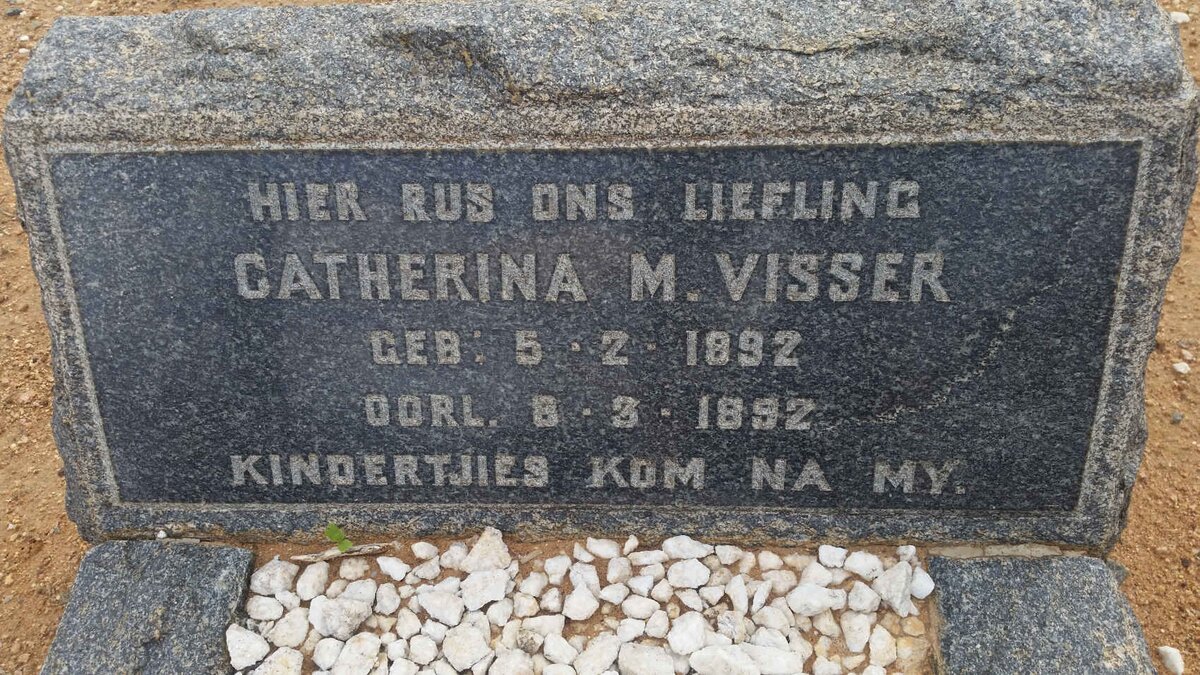 HIER RUS ONS LIEFLING
CATHERINA M. VISSER
GEB: 5·2·1892
OORL. 8·3·1892
KINDERTJIES KOM NA MY.